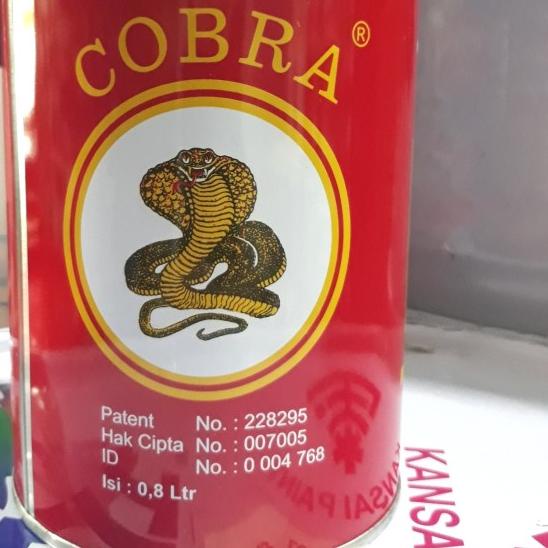 COBRA ®
Patent No. : 228295
Hak Cipta No. : 007005
ID No. : 0 004 768
Isi : 0,8 Ltr
KANSA